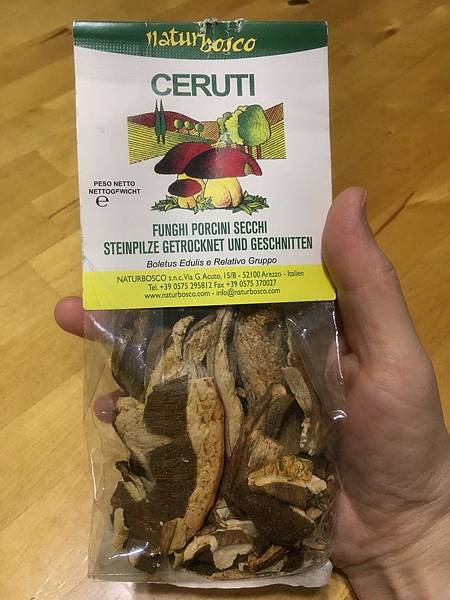 naturbosco
CERUTI
PESO NETTO
NETTOGEWICHT
℮
FUNGHI PORCINI SECCHI
STEINPILZE GETROCKNET UND GESCHNITTEN
Boletus Edulis e Relativo Gruppo
NATURBOSCO s.n.c. Via G. Acuto, 15/B - 52100 Arezzo - Italien
Tel. +39 0575 295812 Fax +39 0575 370027
www.naturbosco.com - info@naturbosco.com